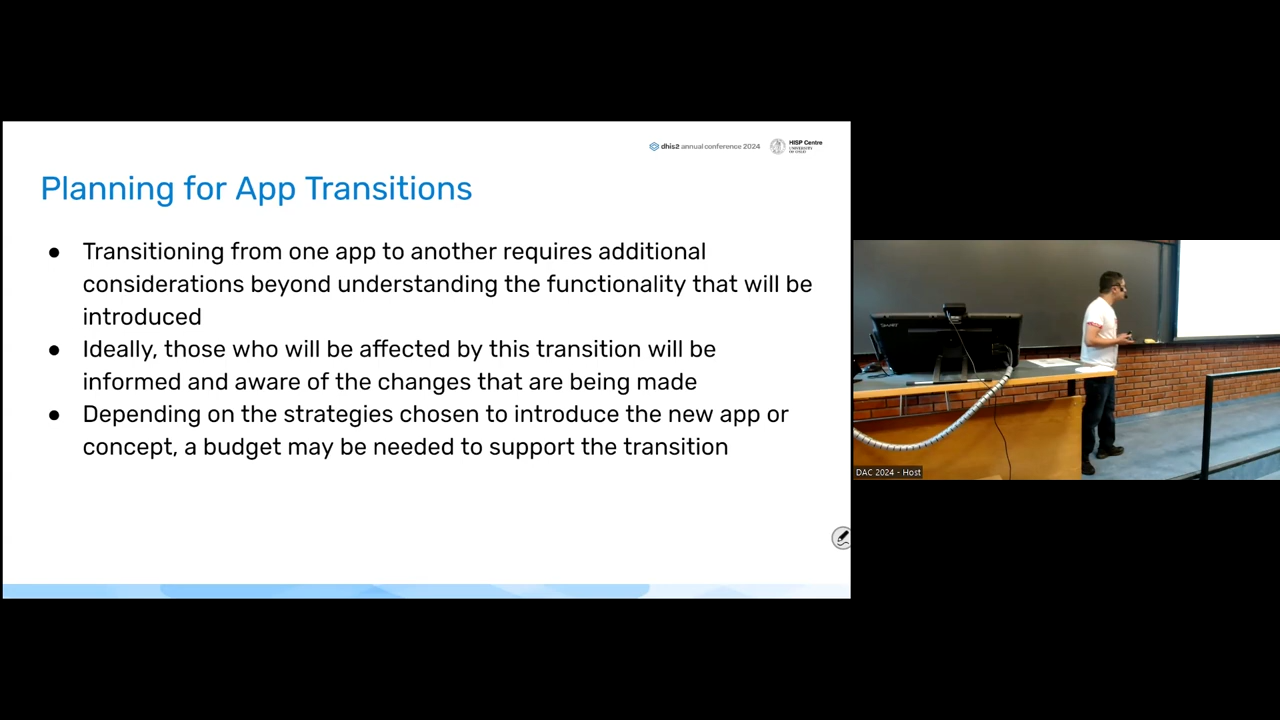 dhis2 annual conference 2024
HISP Centre
UNIVERSITY
OF OSLO
Planning for App Transitions
● Transitioning from one app to another requires additional
considerations beyond understanding the functionality that will be
introduced
● Ideally, those who will be affected by this transition will be
informed and aware of the changes that are being made
● Depending on the strategies chosen to introduce the new app or
concept, a budget may be needed to support the transition
DAC 2024 - Host